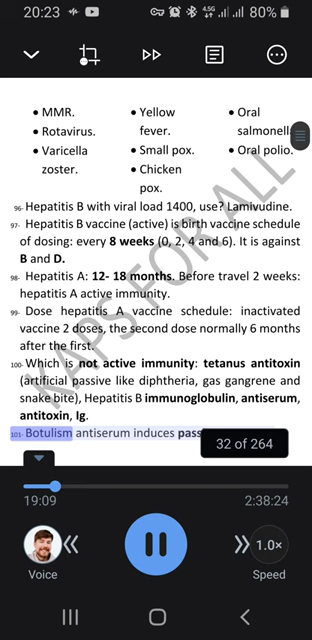 20:23 4.5G 80%
• MMR. • Yellow • Oral
• Rotavirus. fever. salmonell
• Varicella • Small pox. • Oral polio.
zoster. • Chicken
pox.
96- Hepatitis B with viral load 1400, use? Lamivudine.
97- Hepatitis B vaccine (active) is birth vaccine schedule
of dosing: every 8 weeks (0, 2, 4 and 6). It is against
B and D.
98- Hepatitis A: 12- 18 months. Before travel 2 weeks:
hepatitis A active immunity.
99- Dose hepatitis A vaccine schedule: inactivated
vaccine 2 doses, the second dose normally 6 months
after the first.
100- Which is not active immunity: tetanus antitoxin
(artificial passive like diphtheria, gas gangrene and
snake bite), Hepatitis B immunoglobulin, antiserum,
antitoxin, Ig.
101- Botulism antiserum induces pass
32 of 264
KAPS FOR ALL
19:09 2:38:24
1.0×
Voice Speed